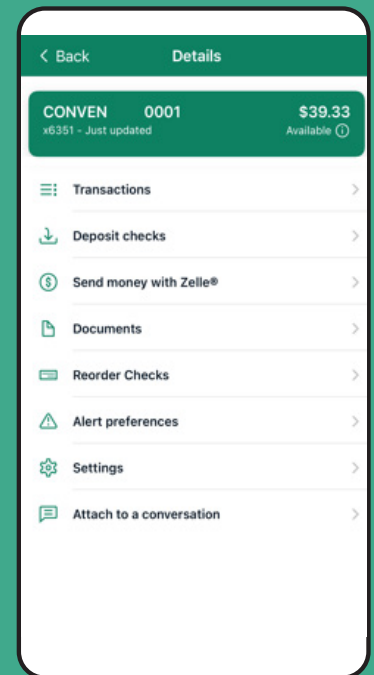 Back Details
CONVEN 0001 $39.33
x6351 - Just updated Available
Transactions
Deposit checks
Send money with Zelle®
Documents
Reorder Checks
Alert preferences
Settings
Attach to a conversation